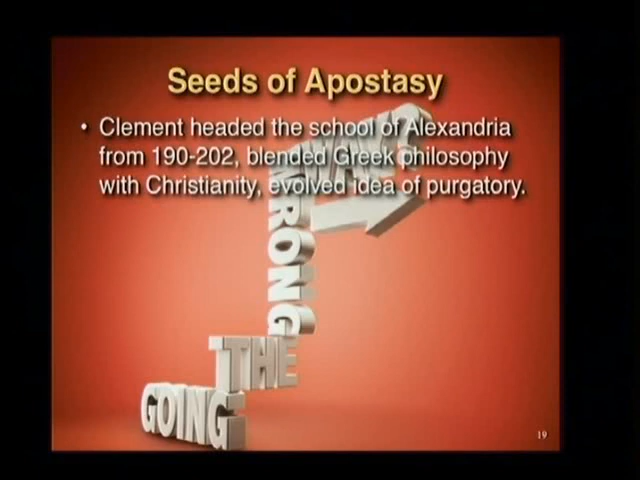 Seeds of Apostasy
• Clement headed the school of Alexandria
from 190-202, blended Greek philosophy
with Christianity, evolved idea of purgatory.
GOING
THE
WRONG
WAY?
19